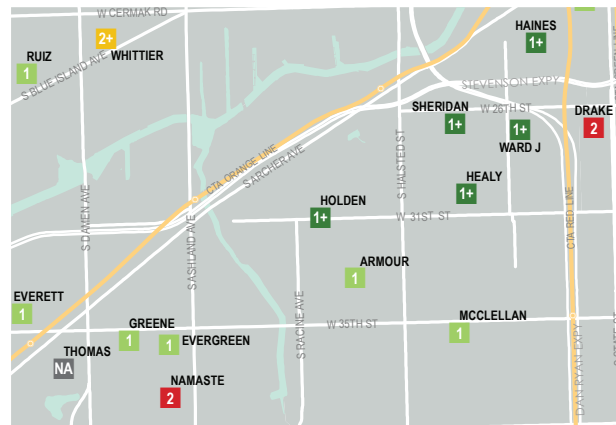 W CERMAK RD
HAINES
1+
2+
WHITTIER
RUIZ
1
S BLUE ISLAND AVE
STEVENSON EXPY
SHERIDAN
1+
W 26TH ST
WARD J
1+
DRAKE
2
CTA ORANGE LINE
S ARCHER AVE
S HALSTED ST
HEALY
1+
HOLDEN
1+
W 31ST ST
S DAMEN AVE
S ASHLAND AVE
CTA RED LINE
ARMOUR
1
EVERETT
1
GREENE
1
EVERGREEN
1
S RACINE AVE
W 35TH ST
MCCLELLAN
1
THOMAS
NA
NAMASTE
2
DAN RYAN EXPY
S STATE ST